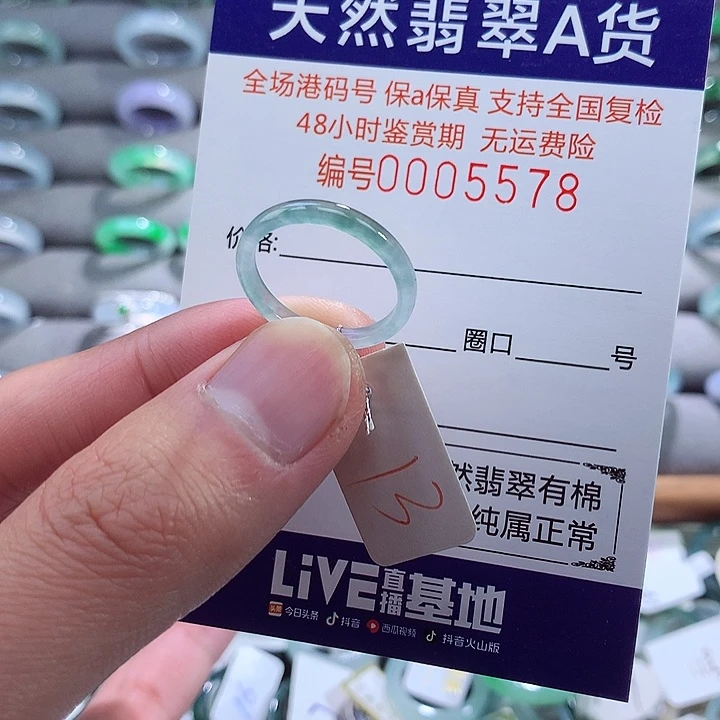 天然翡翠A货
全场港码号 保a保真 支持全国复检
48小时鉴赏期 无运费险
编号0005578
价格:
圈口 号
13
然翡翠有棉
纯属正常
LiVE直播基地
头条 今日头条 抖音 西瓜视频 抖音火山版